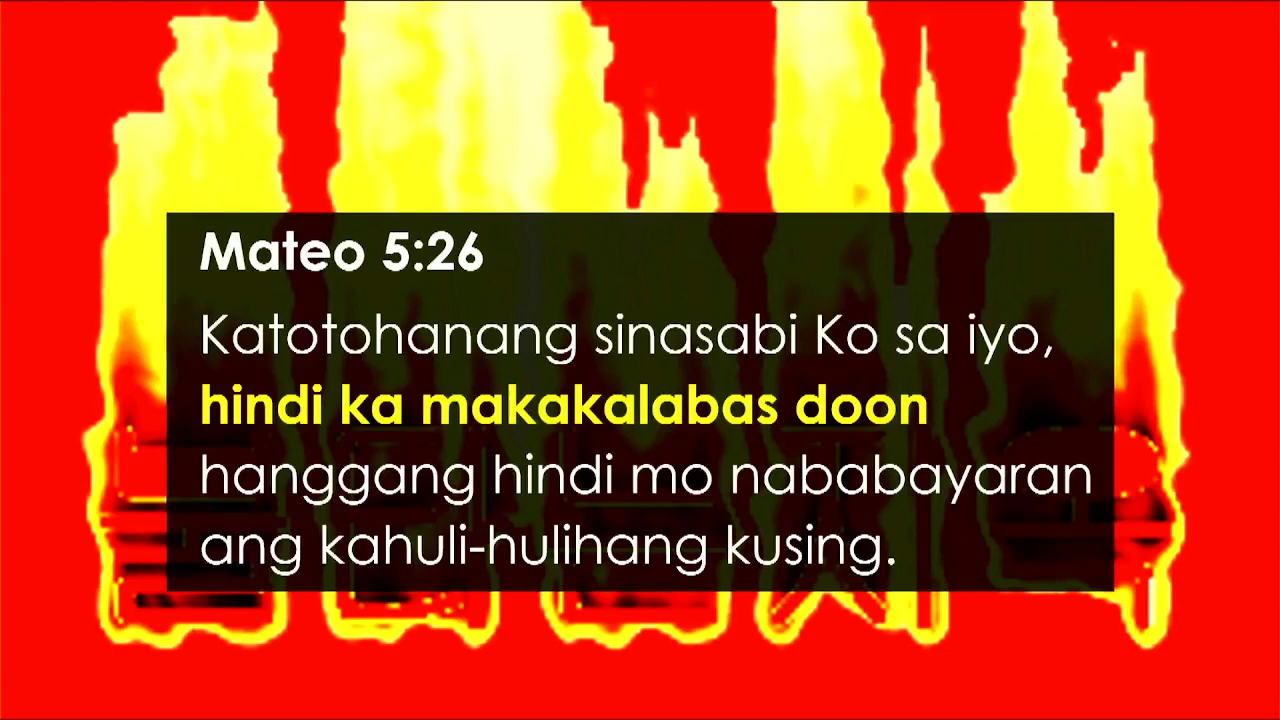 Mateo 5:26
Katotohanang sinasabi Ko sa iyo,
hindi ka makakalabas doon
hanggang hindi mo nababayaran
ang kahuli-hulihang kusing.